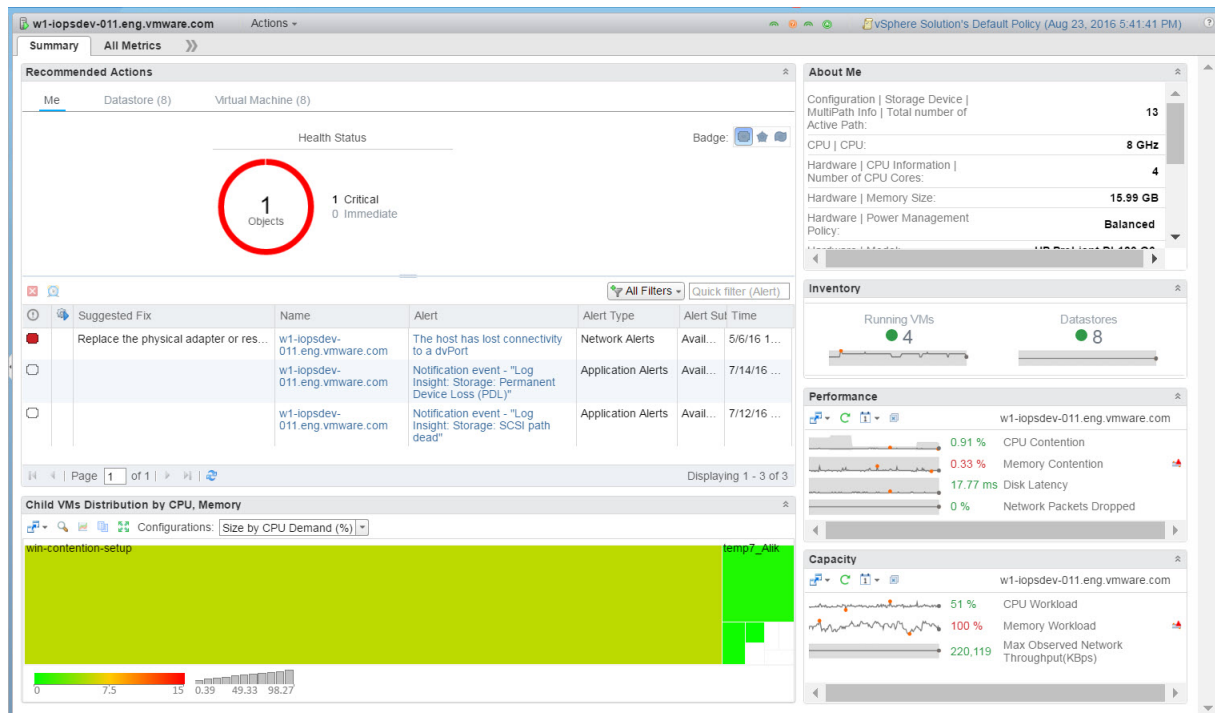 w1-iopsdev-011.eng.vmware.com Actions
vSphere Solution's Default Policy (Aug 23, 2016 5:41:41 PM)
Summary All Metrics
Recommended Actions
Me Datastore (8) Virtual Machine (8)
Health Status
Badge:
1
Objects
1 Critical
0 Immediate
All Filters Quick filter (Alert)
Suggested Fix Name Alert Alert Type Alert Sul Time
Replace the physical adapter or res... w1-iopsdev-011.eng.vmware.com The host has lost connectivity to a dvPort Network Alerts Avail... 5/6/16 1...
w1-iopsdev-011.eng.vmware.com Notification event - "Log Insight: Storage: Permanent Device Loss (PDL)" Application Alerts Avail... 7/14/16 ...
w1-iopsdev-011.eng.vmware.com Notification event - "Log Insight: Storage: SCSI path dead" Application Alerts Avail... 7/12/16 ...
Page 1 of 1
Displaying 1 - 3 of 3
Child VMs Distribution by CPU, Memory
Configurations: Size by CPU Demand (%)
win-contention-setup temp7_Alik
0 7.5 15 0.39 49.33 98.27
About Me
Configuration | Storage Device |
MultiPath Info | Total number of 13
Active Path:
CPU | CPU: 8 GHz
Hardware | CPU Information | 4
Number of CPU Cores:
Hardware | Memory Size: 15.99 GB
Hardware | Power Management Balanced
Policy:
Inventory
Running VMs Datastores
4 8
Performance
w1-iopsdev-011.eng.vmware.com
0.91 % CPU Contention
0.33 % Memory Contention
17.77 ms Disk Latency
0 % Network Packets Dropped
Capacity
w1-iopsdev-011.eng.vmware.com
51 % CPU Workload
100 % Memory Workload
220,119 Max Observed Network
Throughput(KBps)